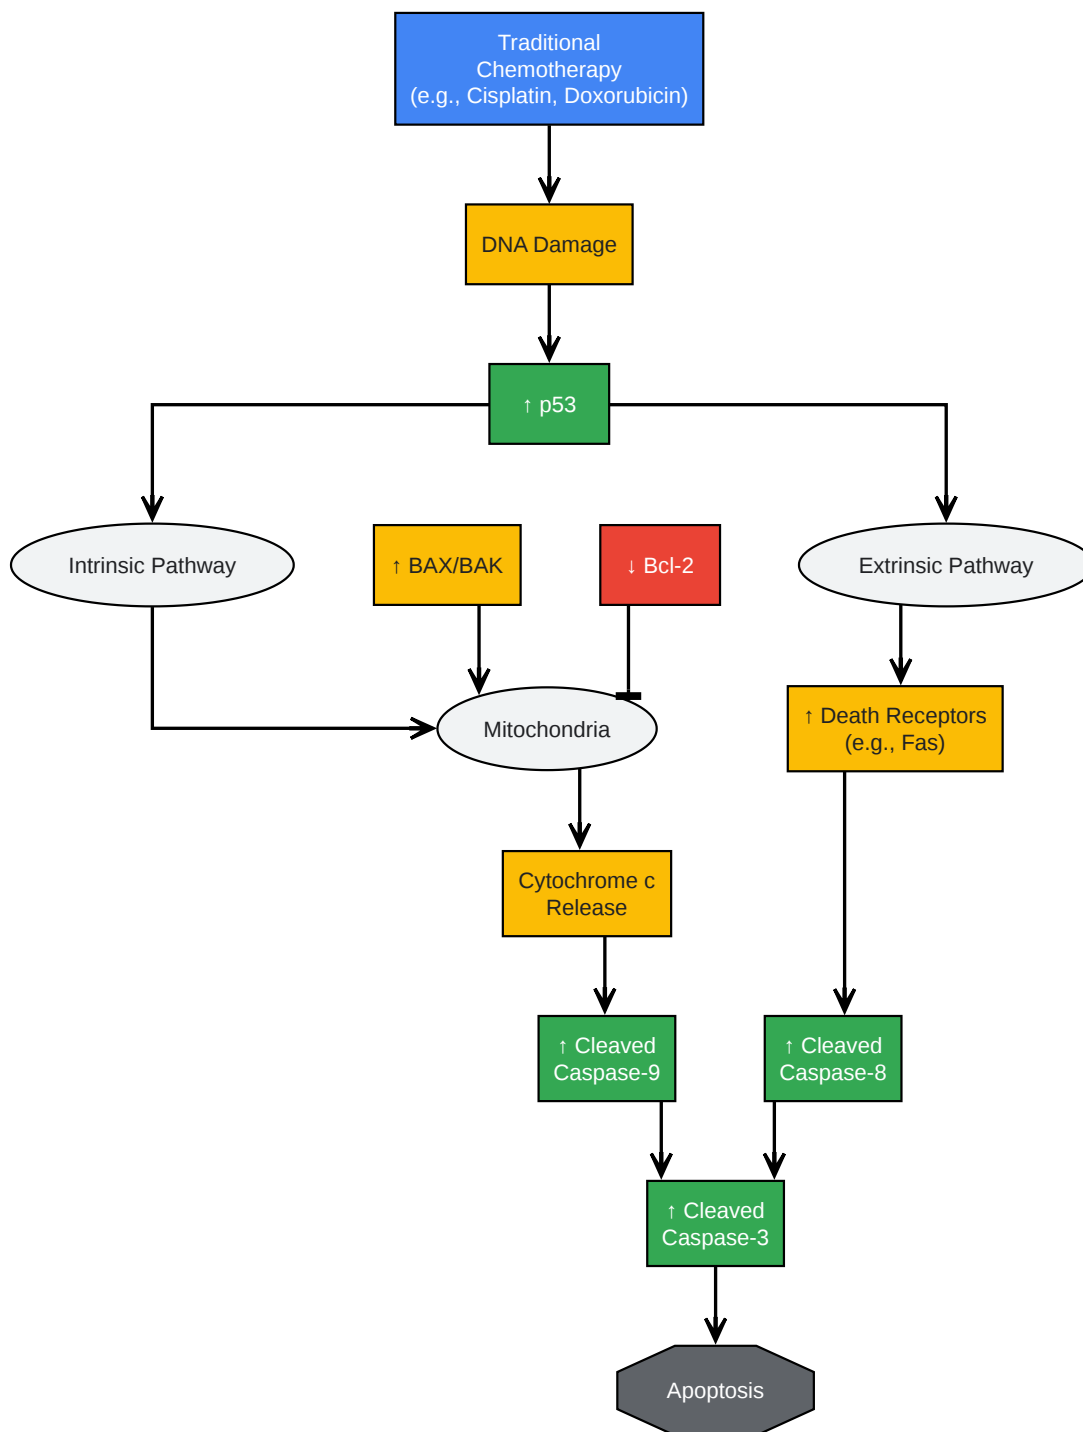 Traditional
Chemotherapy
(e.g., Cisplatin, Doxorubicin)
DNA Damage
↑ p53
Intrinsic Pathway
↑ BAX/BAK
↓ Bcl-2
Extrinsic Pathway
↑ Death Receptors
(e.g., Fas)
Mitochondria
Cytochrome c
Release
↑ Cleaved
Caspase-9
↑ Cleaved
Caspase-8
↑ Cleaved
Caspase-3
Apoptosis